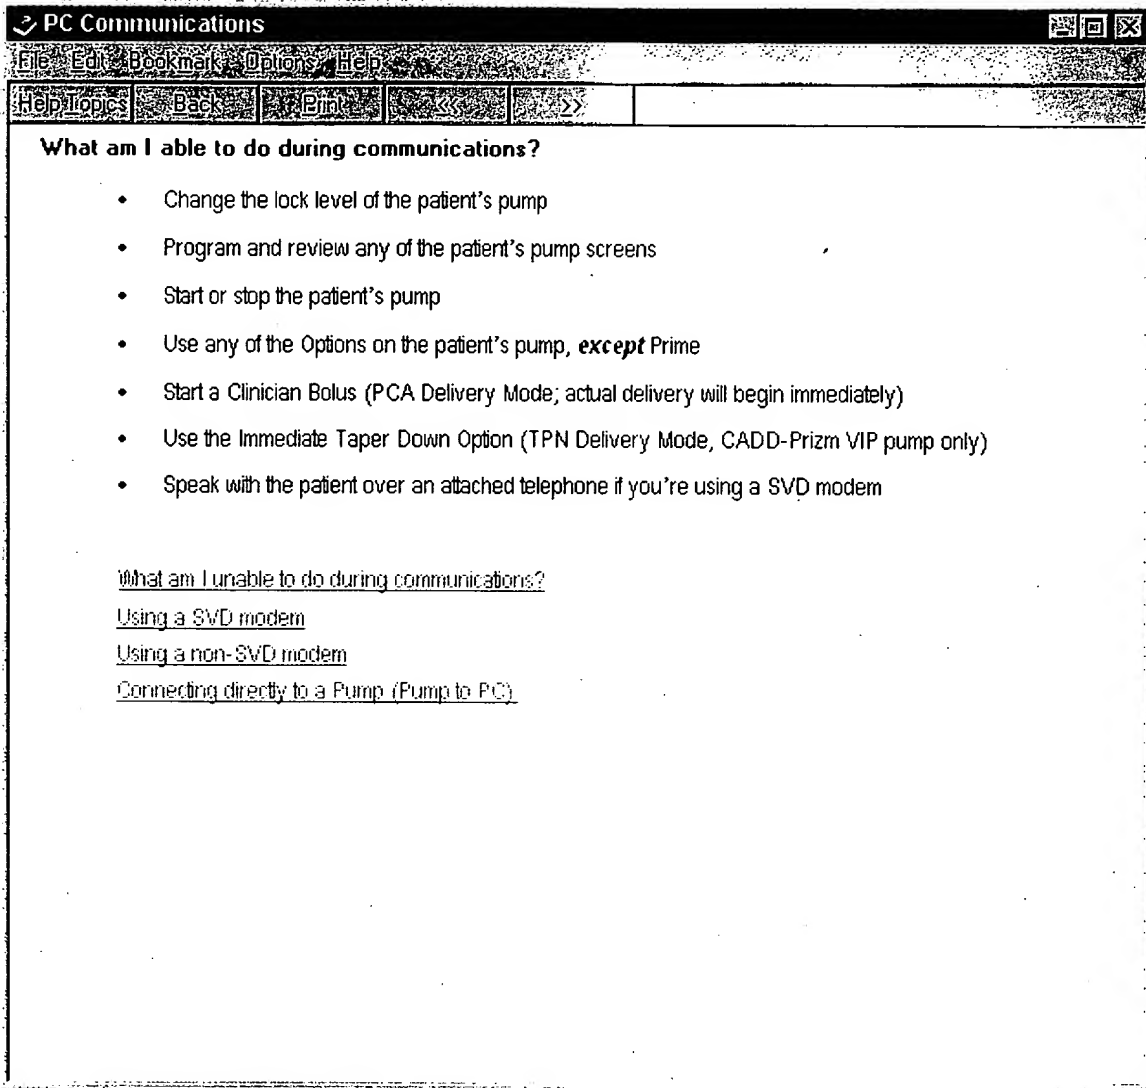 PC Communications
File Edit Bookmark Options Help
Help Topics Back Print << >>
What am I able to do during communications?
• Change the lock level of the patient's pump
• Program and review any of the patient's pump screens
• Start or stop the patient's pump
• Use any of the Options on the patient's pump, except Prime
• Start a Clinician Bolus (PCA Delivery Mode; actual delivery will begin immediately)
• Use the Immediate Taper Down Option (TPN Delivery Mode, CADD-Prizm VIP pump only)
• Speak with the patient over an attached telephone if you're using a SVD modem
What am I unable to do during communications?
Using a SVD modem
Using a non-SVD modem
Connecting directly to a Pump (Pump to PC)